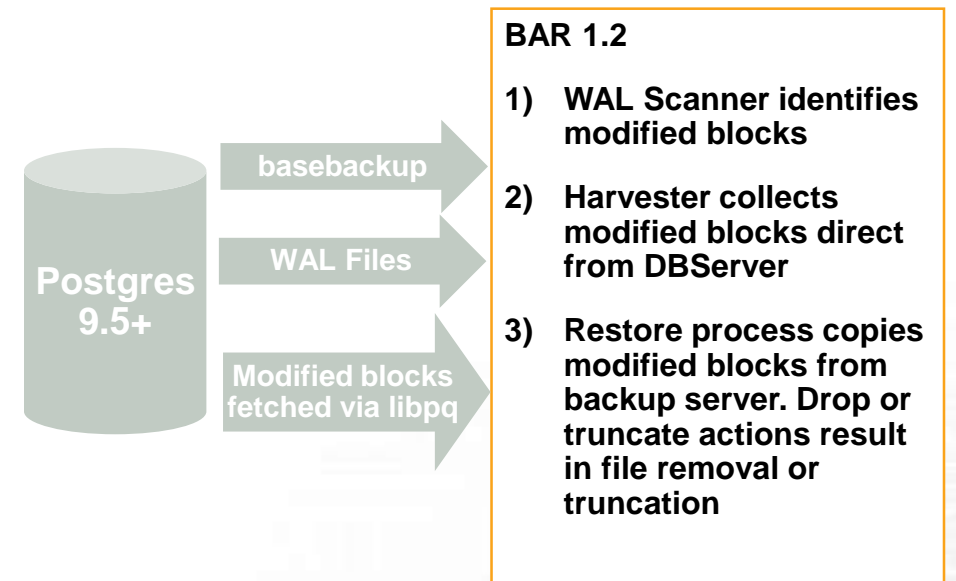 Postgres
9.5+
basebackup
WAL Files
Modified blocks
fetched via libpq
BAR 1.2
1) WAL Scanner identifies
modified blocks
2) Harvester collects
modified blocks direct
from DBServer
3) Restore process copies
modified blocks from
backup server. Drop or
truncate actions result
in file removal or
truncation